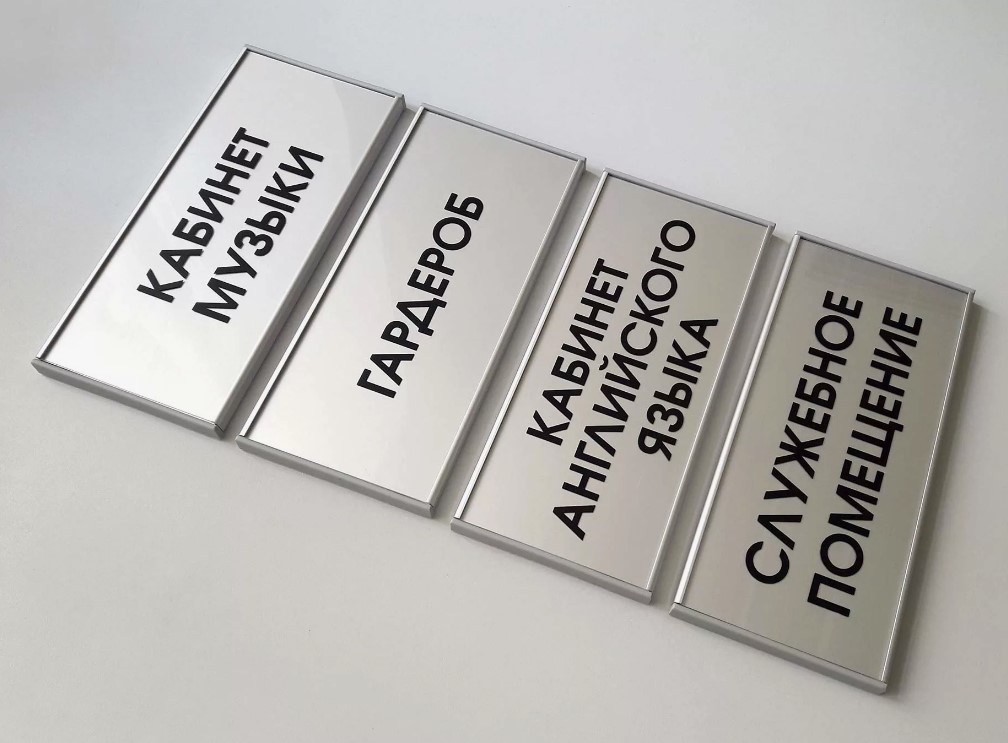 КАБИНЕТ
МУЗЫКИ
ГАРДЕРОБ
КАБИНЕТ
АНГЛИЙСКОГО
ЯЗЫКА
СЛУЖЕБНОЕ
ПОМЕЩЕНИЕ